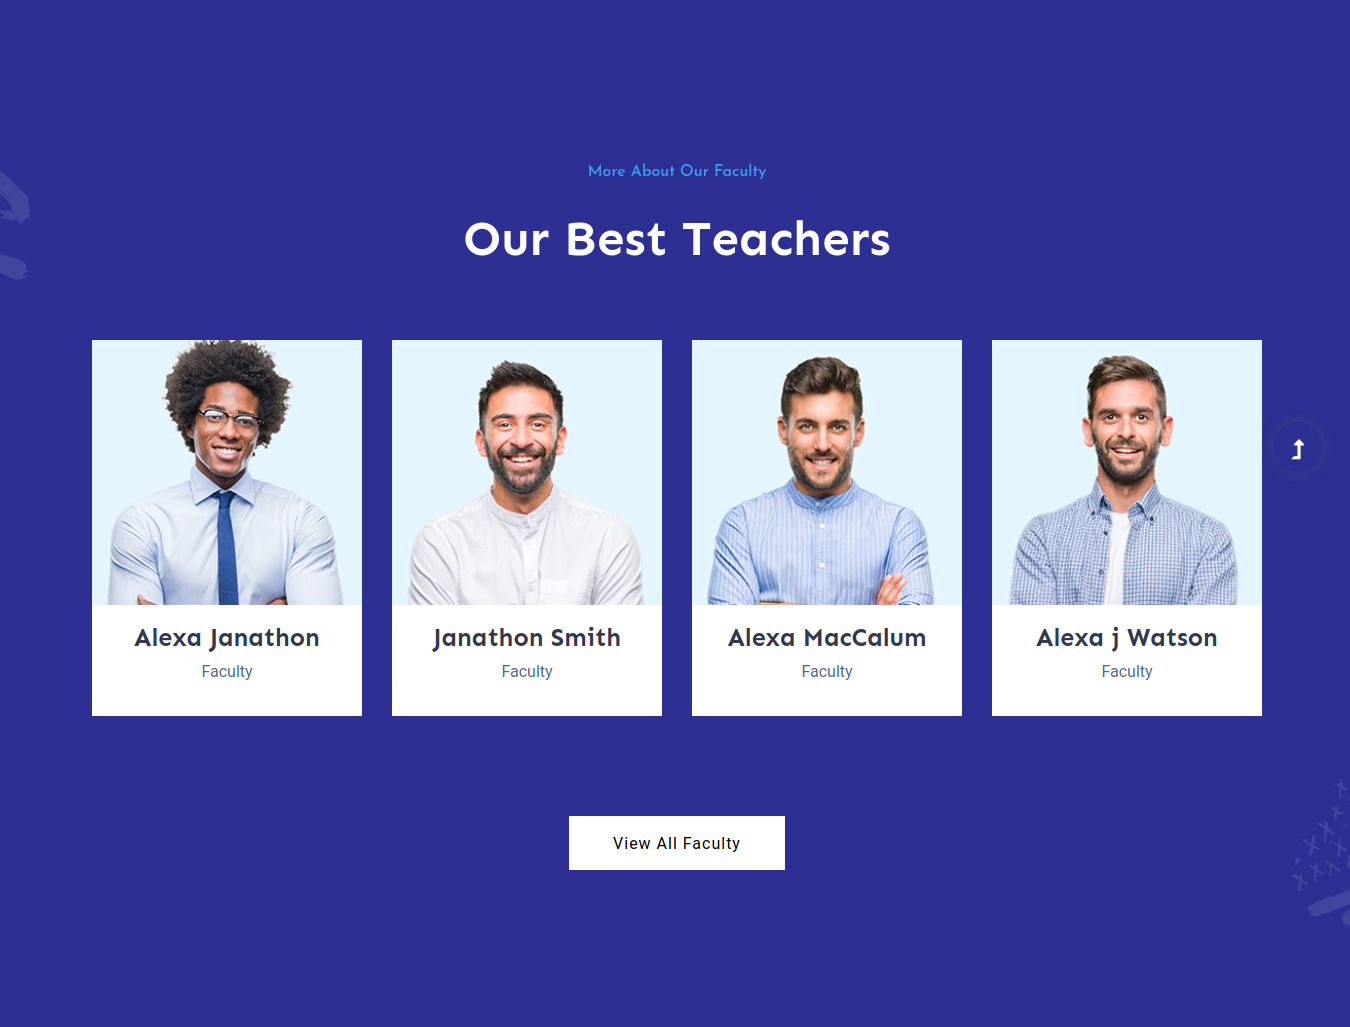 More About Our Faculty
Our Best Teachers
Alexa Janathon
Faculty
Janathon Smith
Faculty
Alexa MacCalum
Faculty
Alexa j Watson
Faculty
View All Faculty